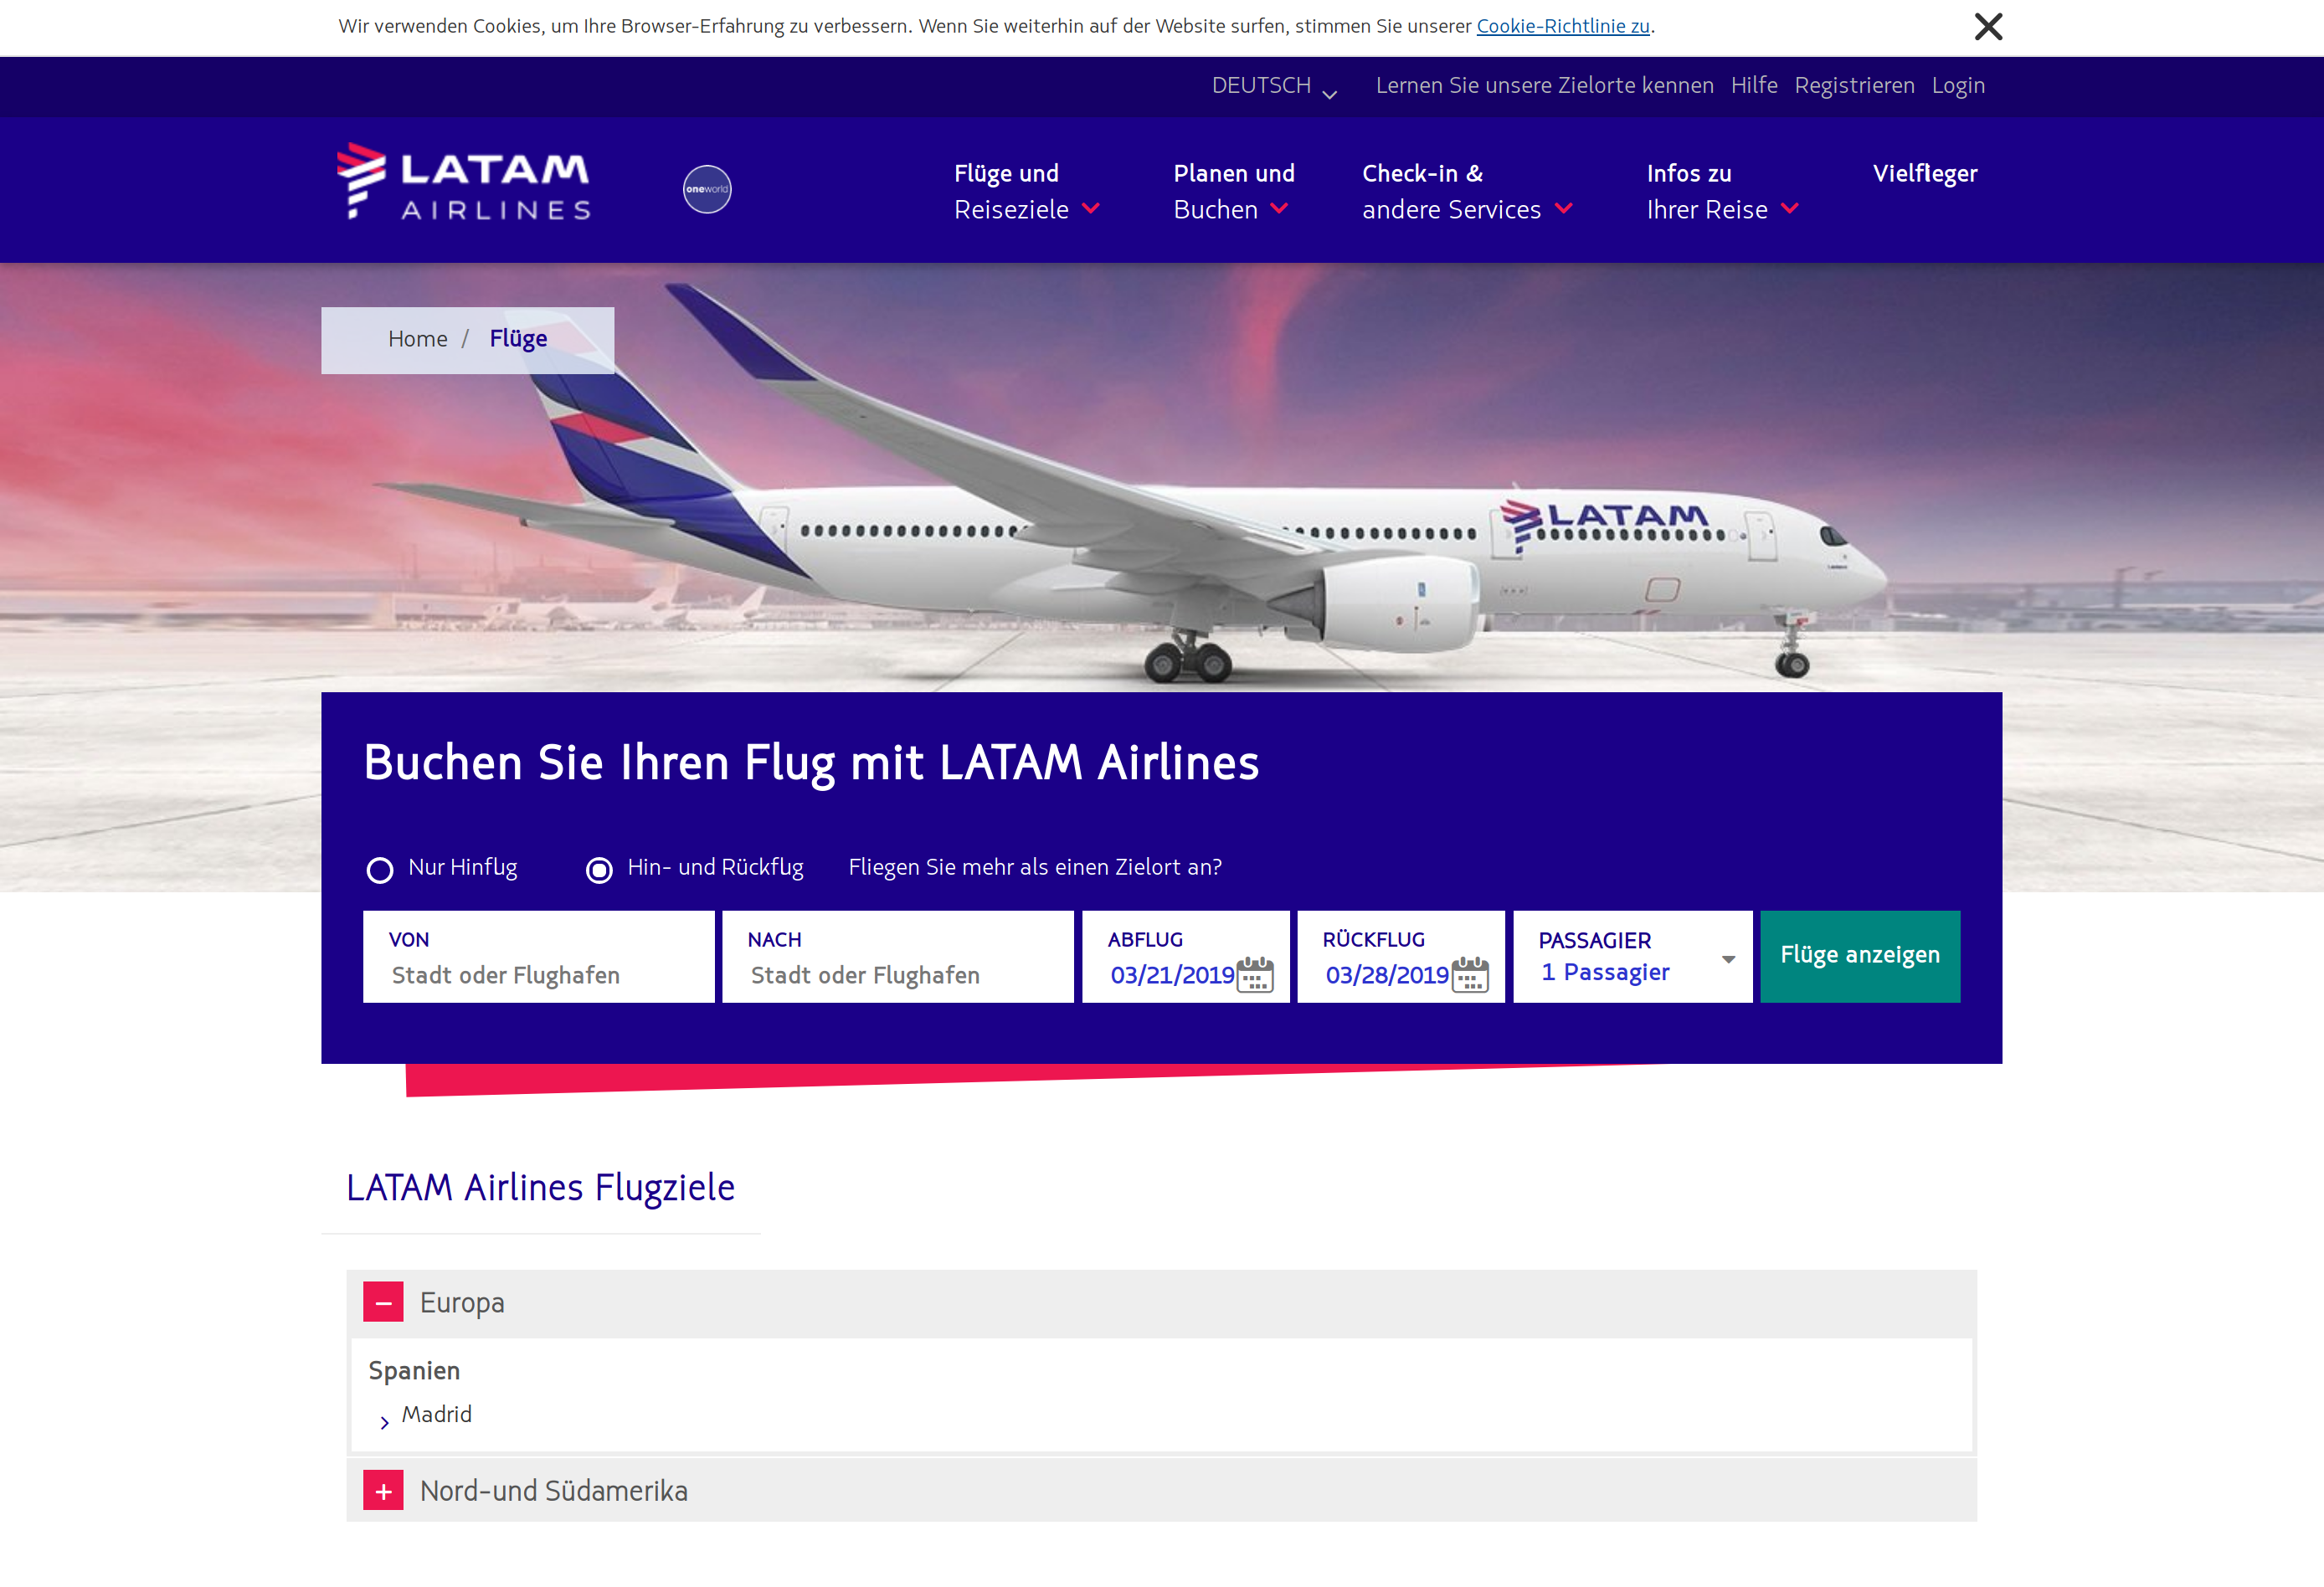 Wir verwenden Cookies, um Ihre Browser-Erfahrung zu verbessern. Wenn Sie weiterhin auf der Website surfen, stimmen Sie unserer Cookie-Richtlinie zu.
DEUTSCH
Lernen Sie unsere Zielorte kennen
Hilfe
Registrieren
Login
LATAM
AIRLINES
oneworld
Flüge und
Reiseziele
Planen und
Buchen
Check-in &
andere Services
Infos zu
Ihrer Reise
Vielflieger
Home / Flüge
LATAM
Buchen Sie Ihren Flug mit LATAM Airlines
Nur Hinflug
Hin- und Rückflug
Fliegen Sie mehr als einen Zielort an?
VON
Stadt oder Flughafen
NACH
Stadt oder Flughafen
ABFLUG
03/21/2019
RÜCKFLUG
03/28/2019
PASSAGIER
1 Passagier
Flüge anzeigen
LATAM Airlines Flugziele
Europa
Spanien
Madrid
Nord-und Südamerika